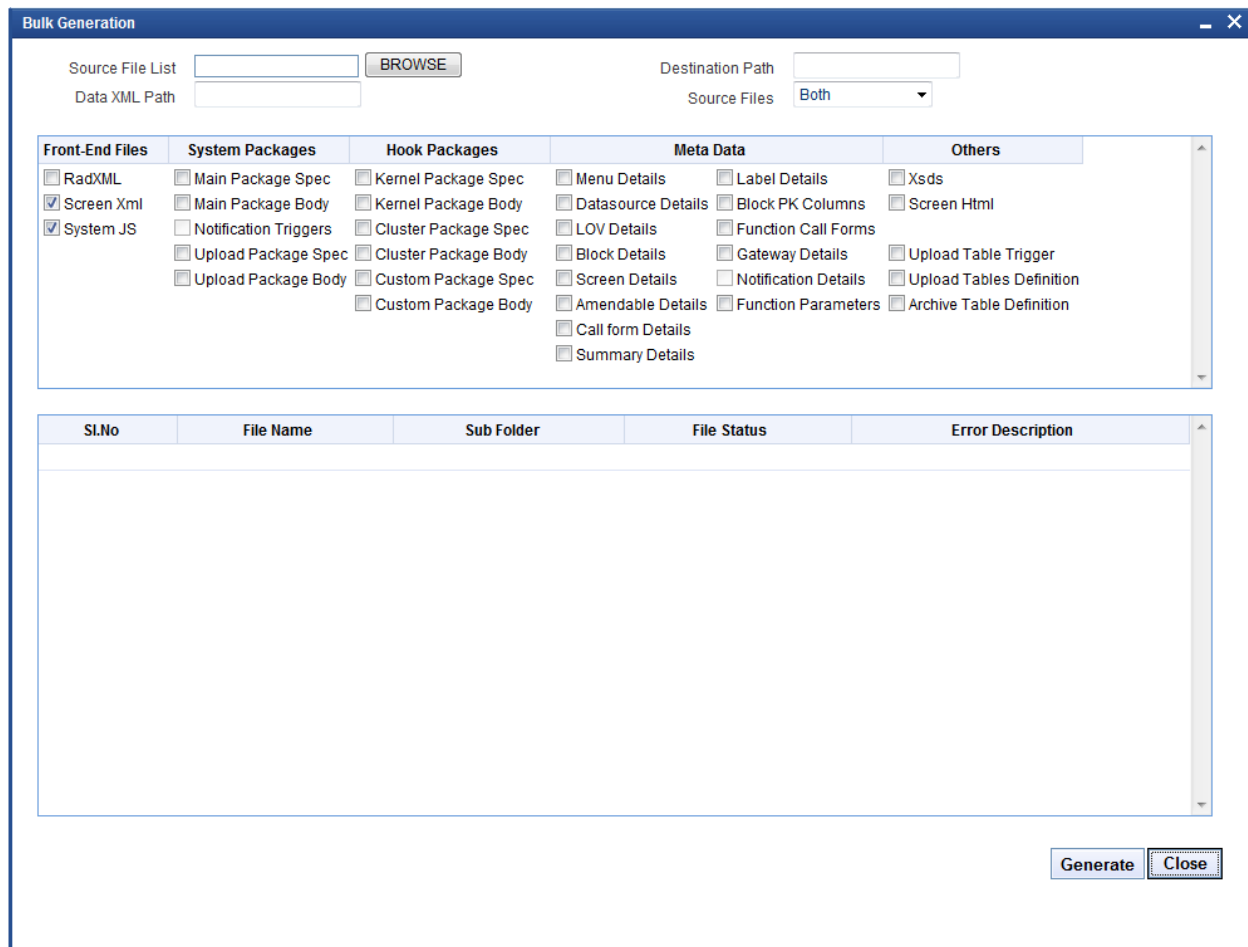 Bulk Generation
Source File List BROWSE Destination Path
Data XML Path Source Files Both
Front-End Files System Packages Hook Packages Meta Data Others
RadXML Main Package Spec Kernel Package Spec Menu Details Label Details Xsds
Screen Xml Main Package Body Kernel Package Body Datasource Details Block PK Columns Screen Html
System JS Notification Triggers Cluster Package Spec LOV Details Function Call Forms
Upload Package Spec Cluster Package Body Block Details Gateway Details Upload Table Trigger
Upload Package Body Custom Package Spec Screen Details Notification Details Upload Tables Definition
Custom Package Body Amendable Details Function Parameters Archive Table Definition
Call form Details
Summary Details
Sl.No File Name Sub Folder File Status Error Description
Generate Close